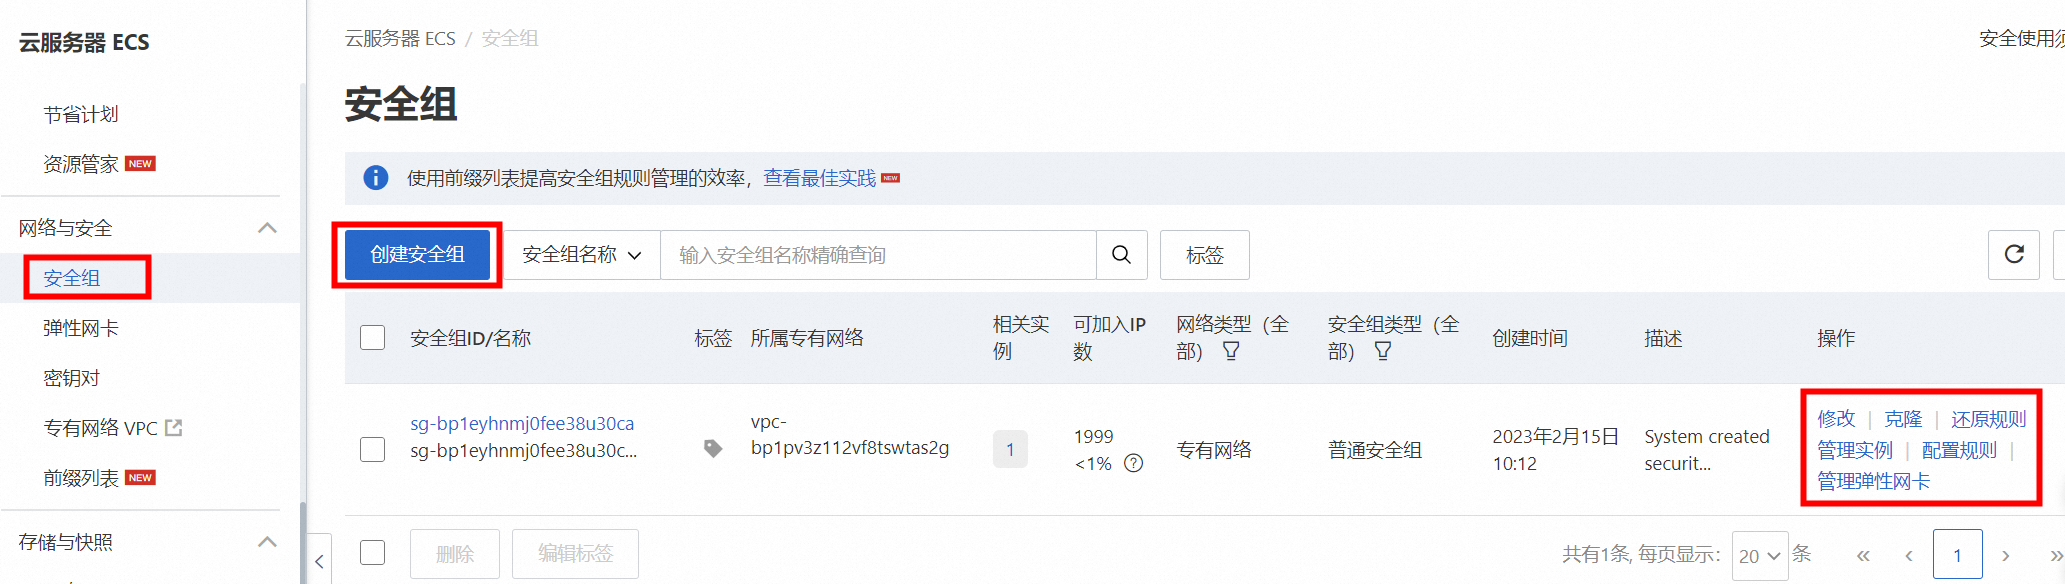 云服务器 ECS
节省计划
资源管家 NEW
网络与安全
安全组
弹性网卡
密钥对
专有网络 VPC
前缀列表 NEW
存储与快照
云服务器 ECS / 安全组
安全使用须
安全组
使用前缀列表提高安全组规则管理的效率，查看最佳实践 NEW
创建安全组 安全组名称 输入安全组名称精确查询 标签
安全组ID/名称 标签 所属专有网络 相关实例 可加入IP数 网络类型（全部） 安全组类型（全部） 创建时间 描述 操作
sg-bp1eyhnmj0fee38u30ca
sg-bp1eyhnmj0fee38u30c...
vpc-
bp1pv3z112vf8tswtas2g
1
1999
<1%
专有网络
普通安全组
2023年2月15日
10:12
System created
securit...
修改 | 克隆 | 还原规则
管理实例 | 配置规则 |
管理弹性网卡
删除 编辑标签
共有1条, 每页显示: 20 条 « ‹ 1 › »